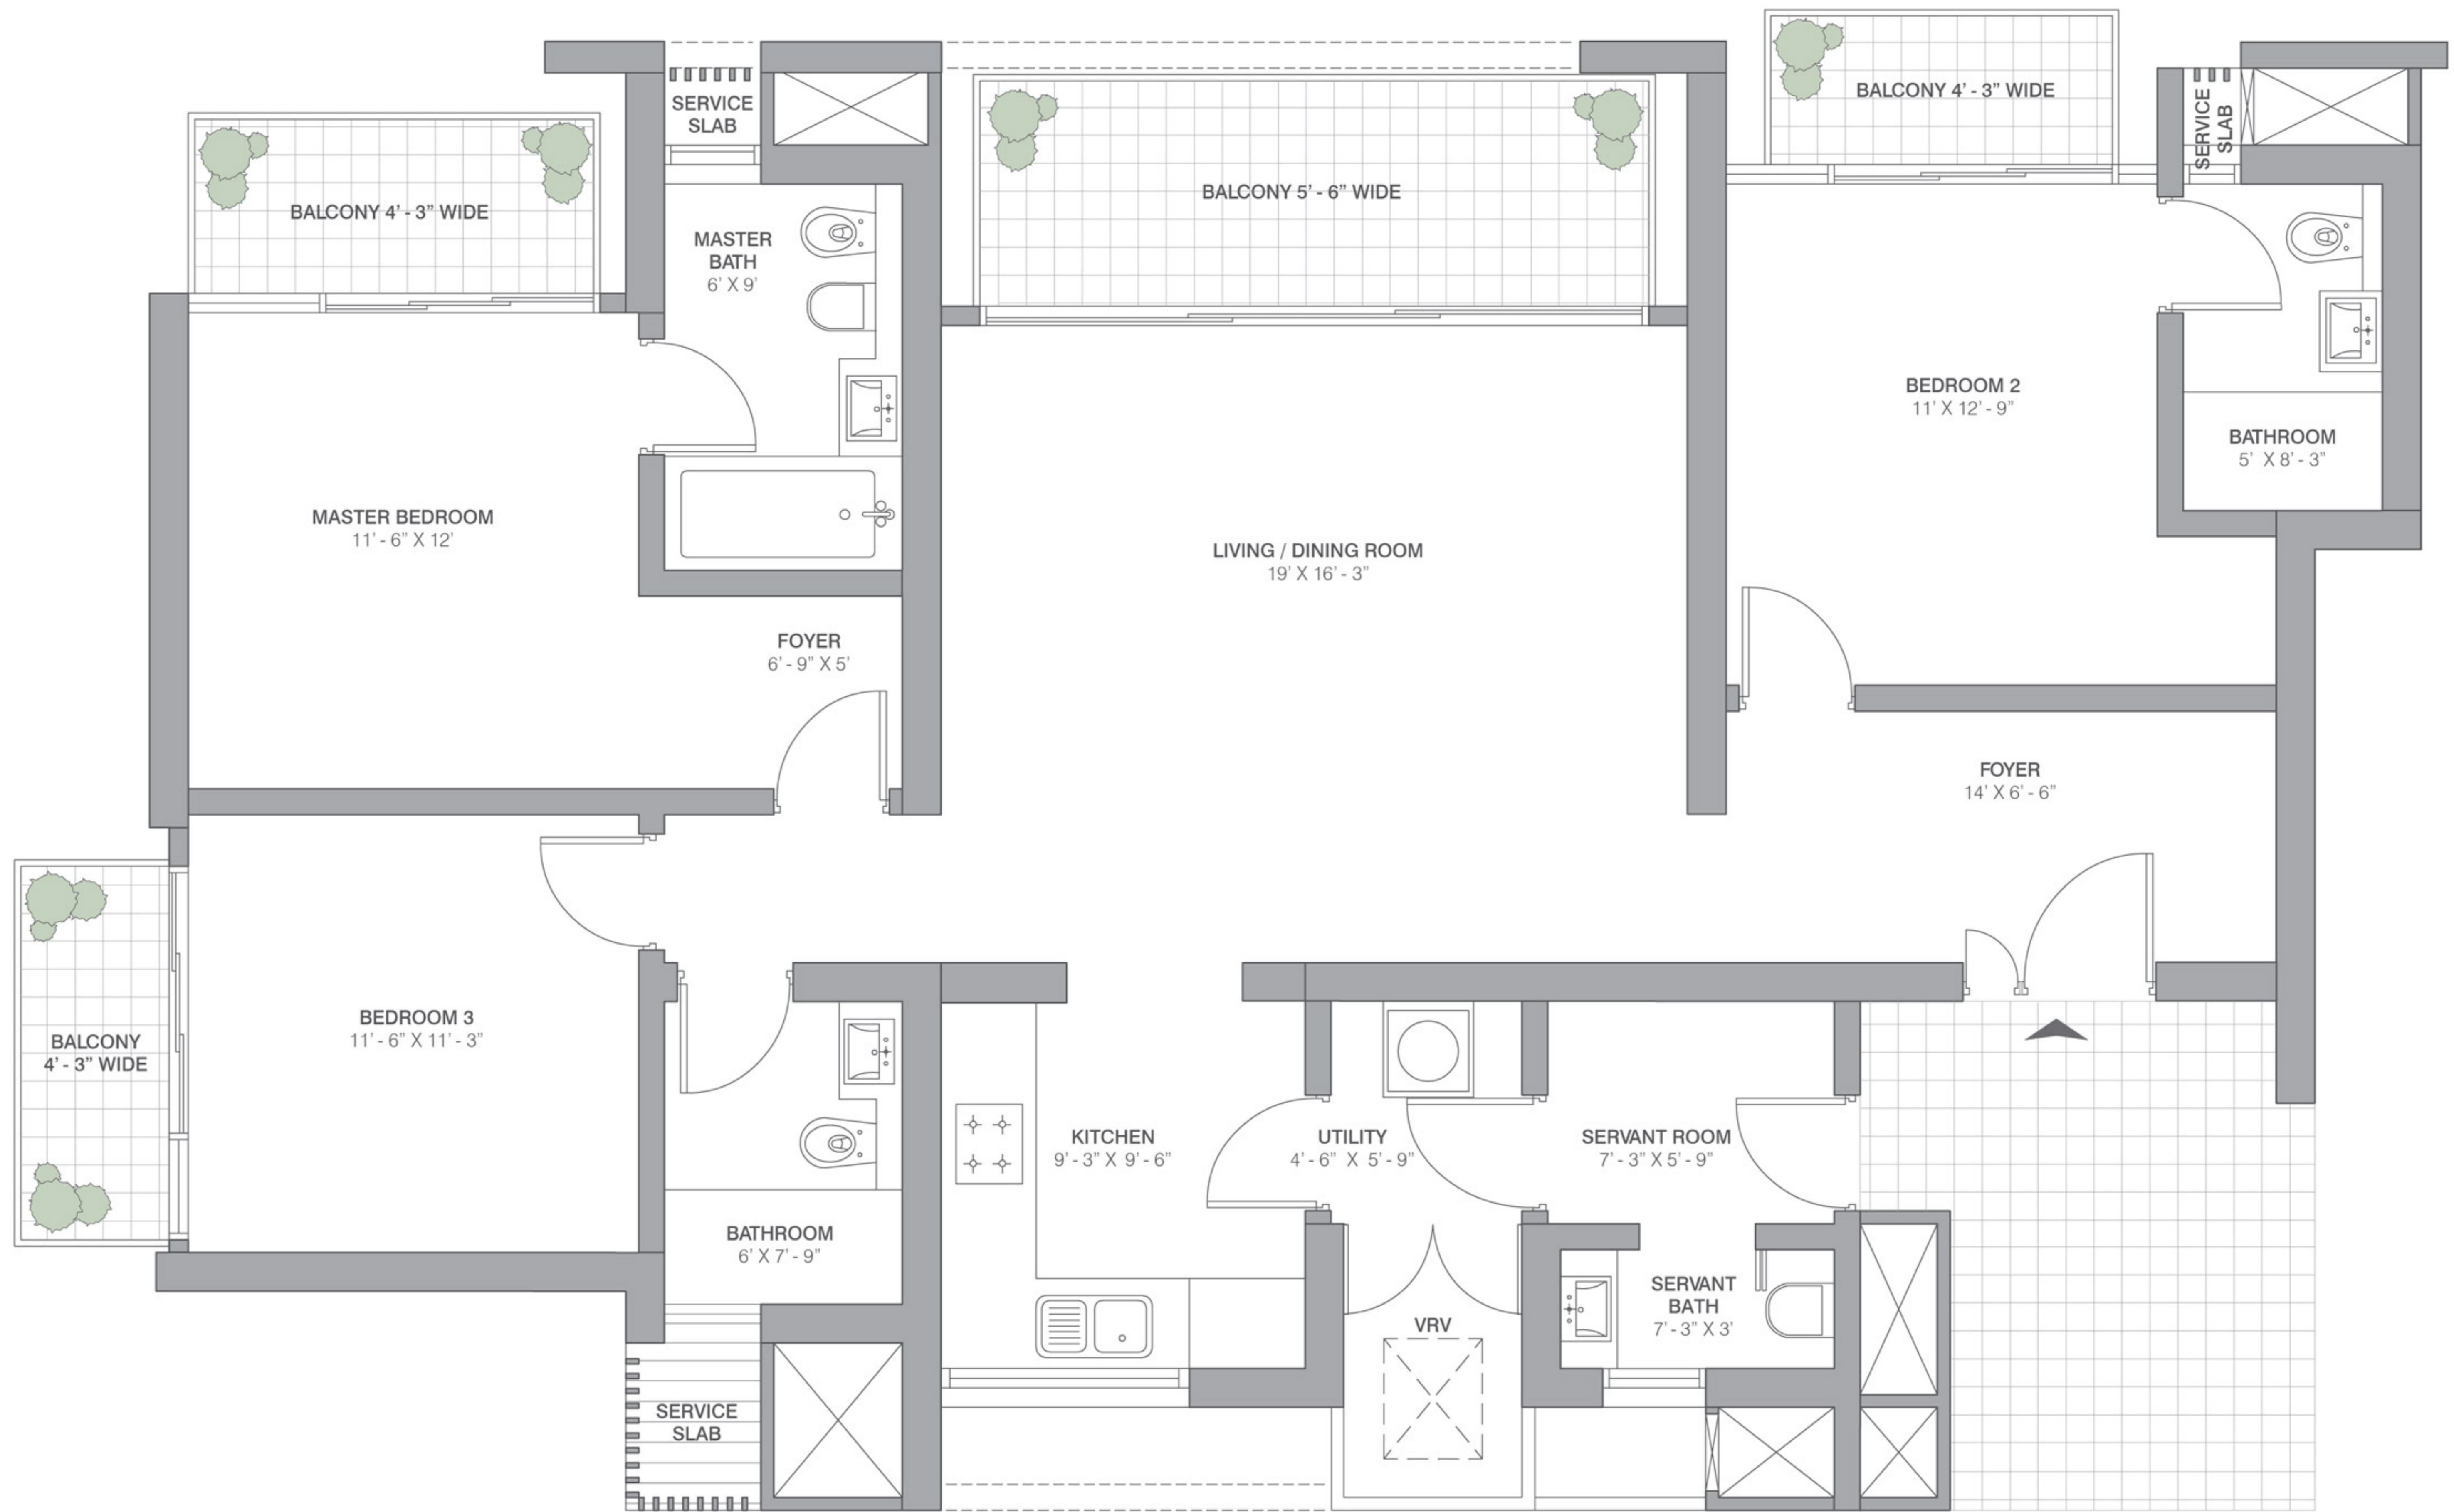 BALCONY 4' - 3" WIDE
SERVICE
SLAB
BALCONY 5' - 6" WIDE
BALCONY 4' - 3" WIDE
SERVICE
SLAB
MASTER
BATH
6' X 9'
MASTER BEDROOM
11' - 6" X 12'
FOYER
6' - 9" X 5'
LIVING / DINING ROOM
19' X 16' - 3"
BEDROOM 2
11' X 12' - 9"
BATHROOM
5' X 8' - 3"
FOYER
14' X 6' - 6"
BALCONY
4' - 3" WIDE
BEDROOM 3
11' - 6" X 11' - 3"
BATHROOM
6' X 7' - 9"
KITCHEN
9' - 3" X 9' - 6"
UTILITY
4' - 6" X 5' - 9"
SERVANT ROOM
7' - 3" X 5' - 9"
SERVANT
BATH
7' - 3" X 3'
VRV
SERVICE
SLAB